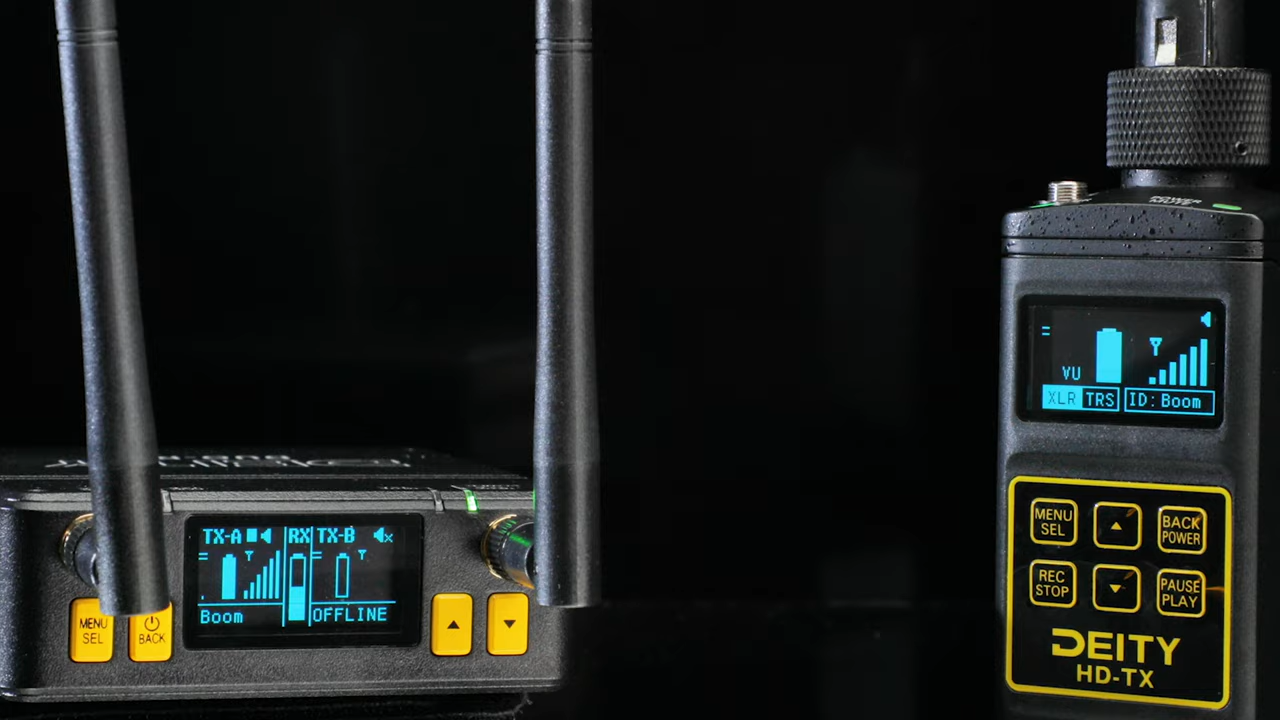 TX-A RX TX-B
Boom OFFLINE
MENU
SEL
BACK
VU
XLR TRS ID:Boom
MENU
SEL
BACK
POWER
REC
STOP
PAUSE
PLAY
DEITY
HD-TX